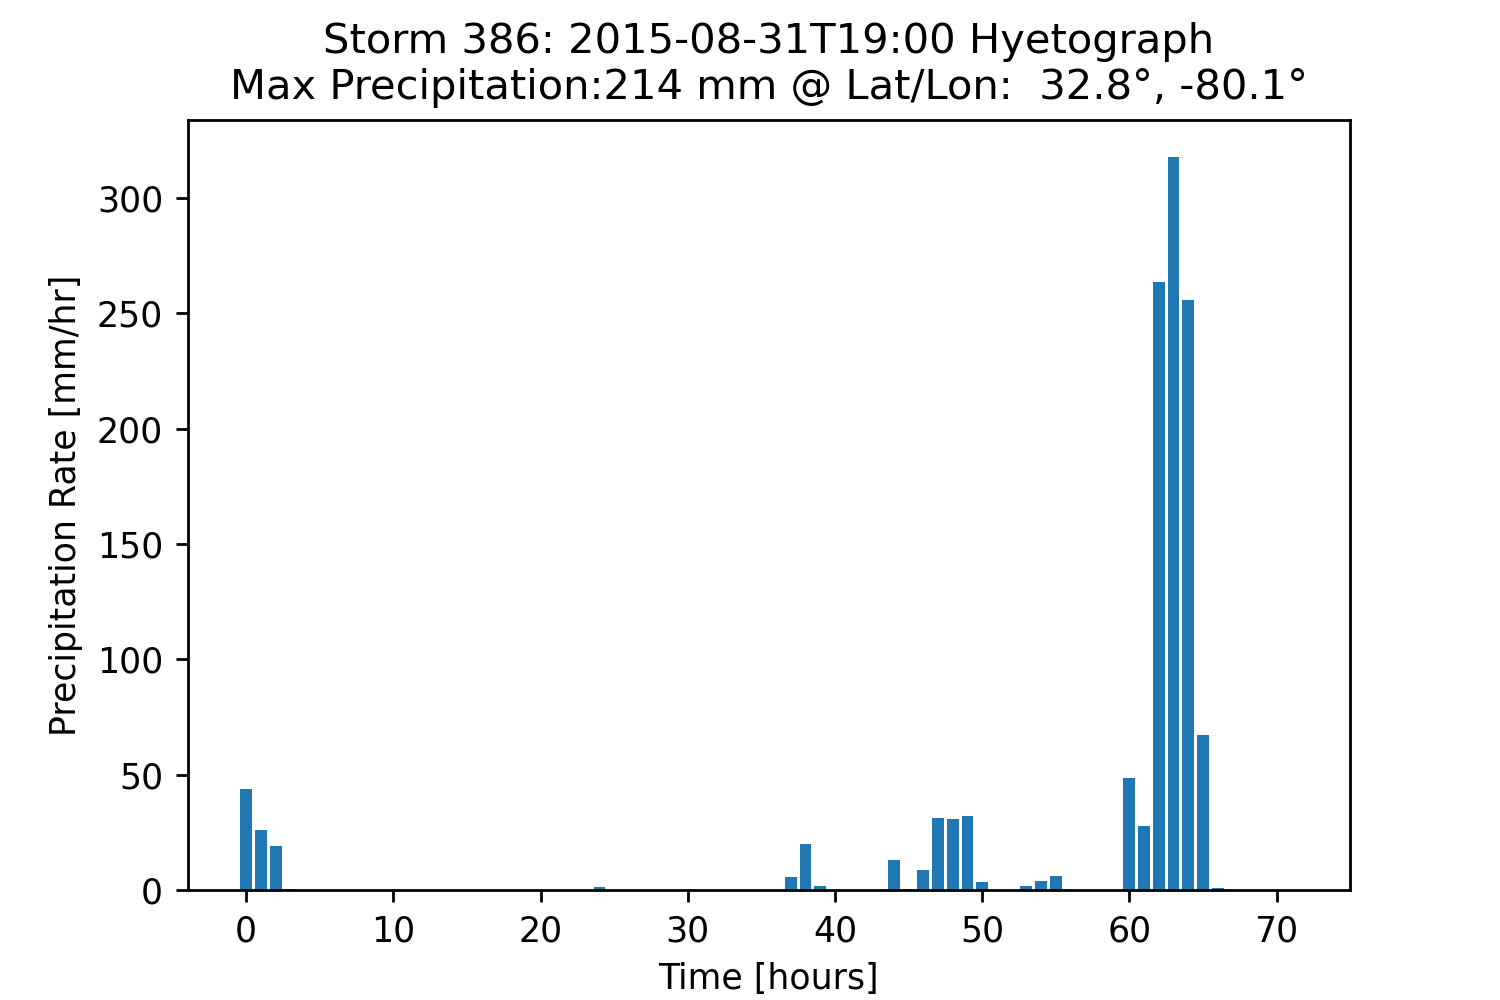 Storm 386: 2015-08-31T19:00 Hyetograph
Max Precipitation:214 mm @ Lat/Lon:  32.8°, -80.1°
Precipitation Rate [mm/hr]
300
250
200
150
100
50
0
0 10 20 30 40 50 60 70
Time [hours]